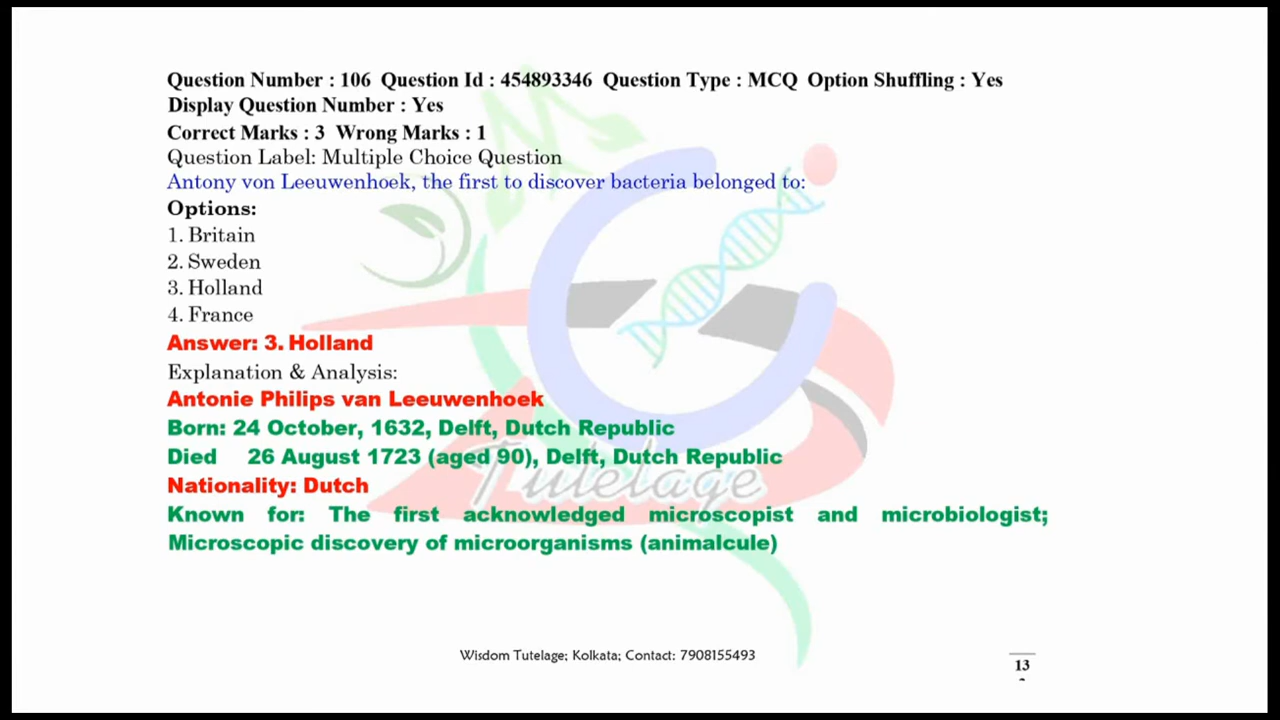 Question Number : 106 Question Id : 454893346 Question Type : MCQ Option Shuffling : Yes
Display Question Number : Yes
Correct Marks : 3 Wrong Marks : 1
Question Label: Multiple Choice Question
Antony von Leeuwenhoek, the first to discover bacteria belonged to:
Options:
1. Britain
2. Sweden
3. Holland
4. France
Answer: 3. Holland
Explanation & Analysis:
Antonie Philips van Leeuwenhoek
Born: 24 October, 1632, Delft, Dutch Republic
Died 26 August 1723 (aged 90), Delft, Dutch Republic
Tutelage
Nationality: Dutch
Known for: The first acknowledged microscopist and microbiologist;
Microscopic discovery of microorganisms (animalcule)
Wisdom Tutelage; Kolkata; Contact: 7908155493
13